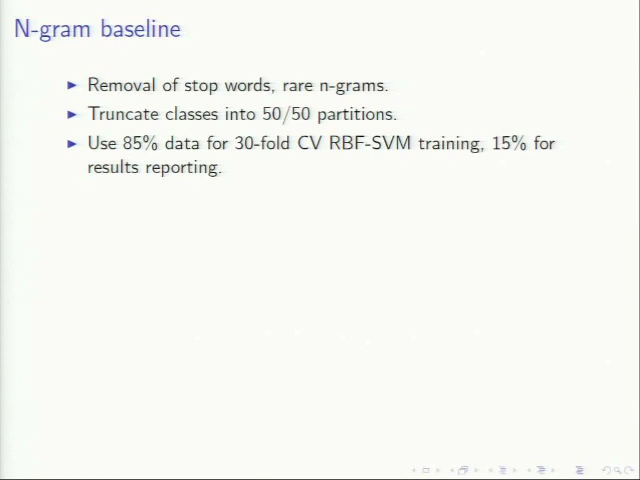 N-gram baseline
Removal of stop words, rare n-grams.
Truncate classes into 50/50 partitions.
Use 85% data for 30-fold CV RBF-SVM training, 15% for
results reporting.